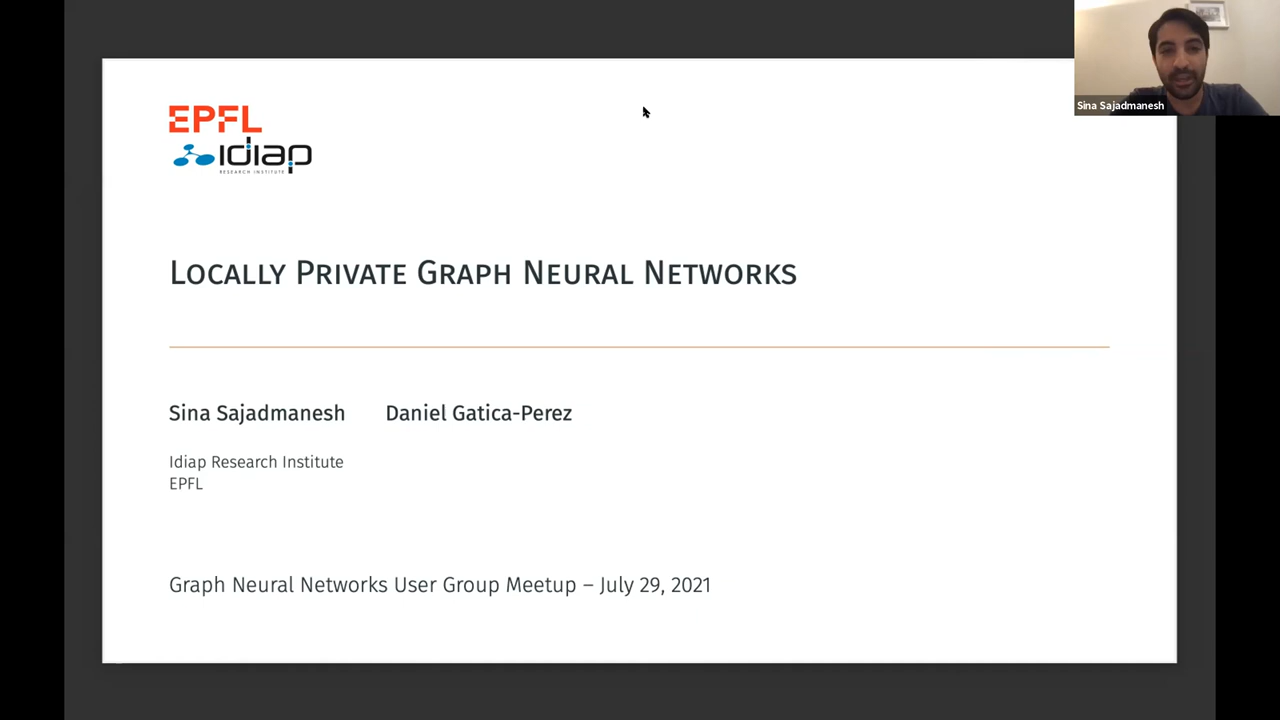 EPFL
idiap
RESEARCH INSTITUTE
Sina Sajadmanesh
LOCALLY PRIVATE GRAPH NEURAL NETWORKS
Sina Sajadmanesh Daniel Gatica-Perez
Idiap Research Institute
EPFL
Graph Neural Networks User Group Meetup – July 29, 2021